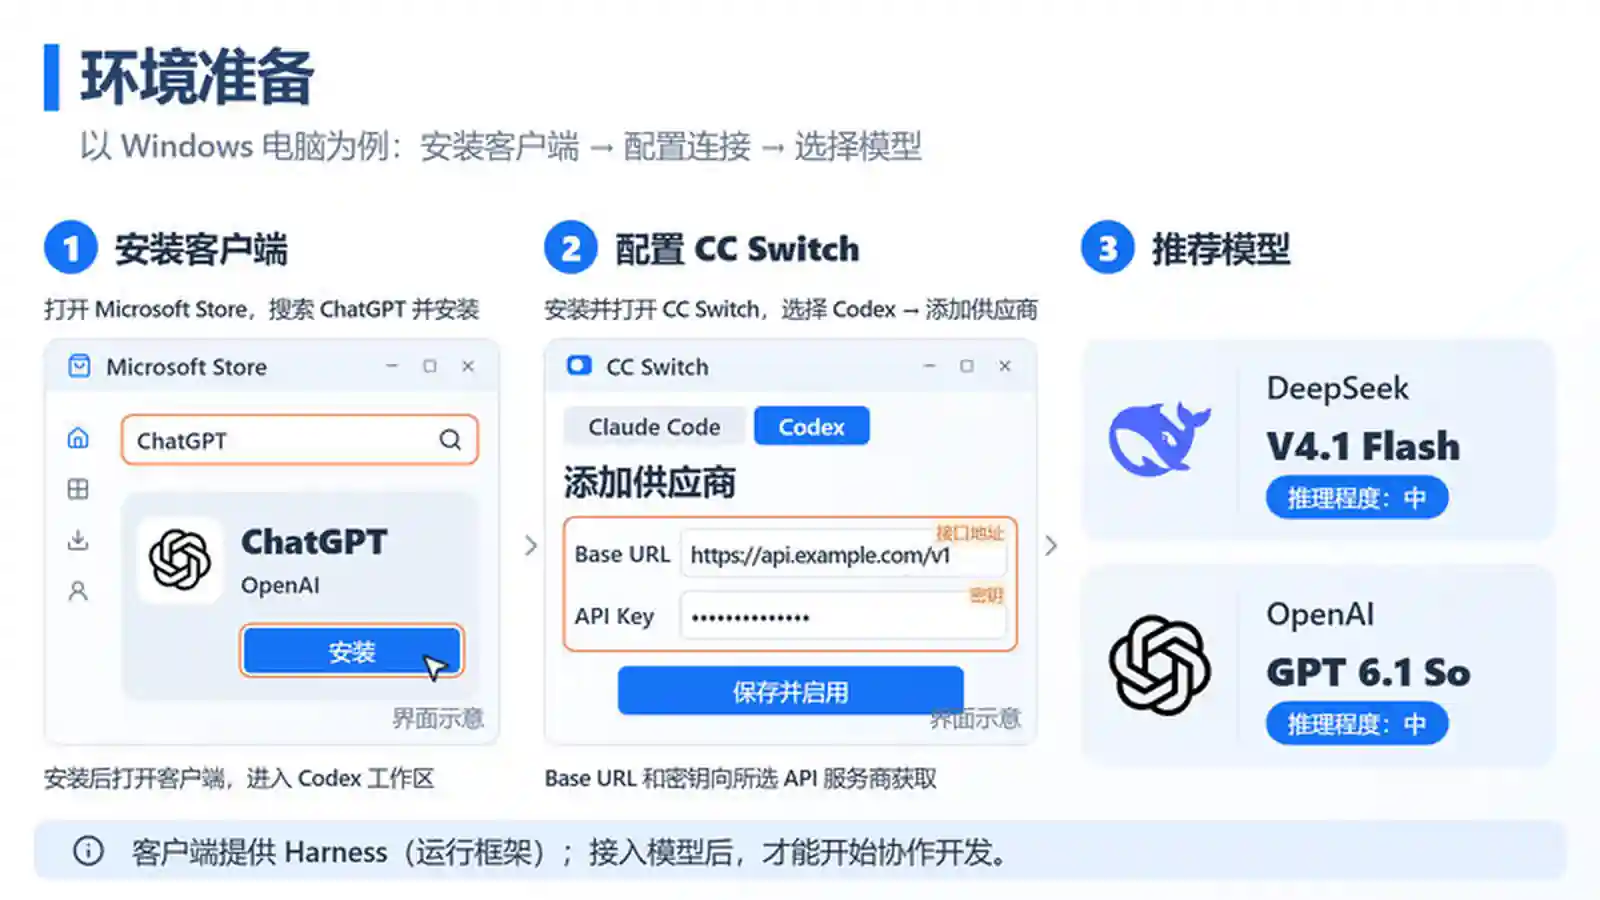 环境准备
以 Windows 电脑为例：安装客户端 → 配置连接 → 选择模型
1 安装客户端
打开 Microsoft Store，搜索 ChatGPT 并安装
Microsoft Store
ChatGPT
ChatGPT
OpenAI
安装
界面示意
安装后打开客户端，进入 Codex 工作区
2 配置 CC Switch
安装并打开 CC Switch，选择 Codex → 添加供应商
CC Switch
Claude Code Codex
添加供应商
接口地址
Base URL https://api.example.com/v1
密钥
API Key ••••••••••••••
保存并启用
界面示意
Base URL 和密钥向所选 API 服务商获取
3 推荐模型
DeepSeek
V4.1 Flash
推理程度：中
OpenAI
GPT 6.1 So
推理程度：中
客户端提供 Harness（运行框架）；接入模型后，才能开始协作开发。